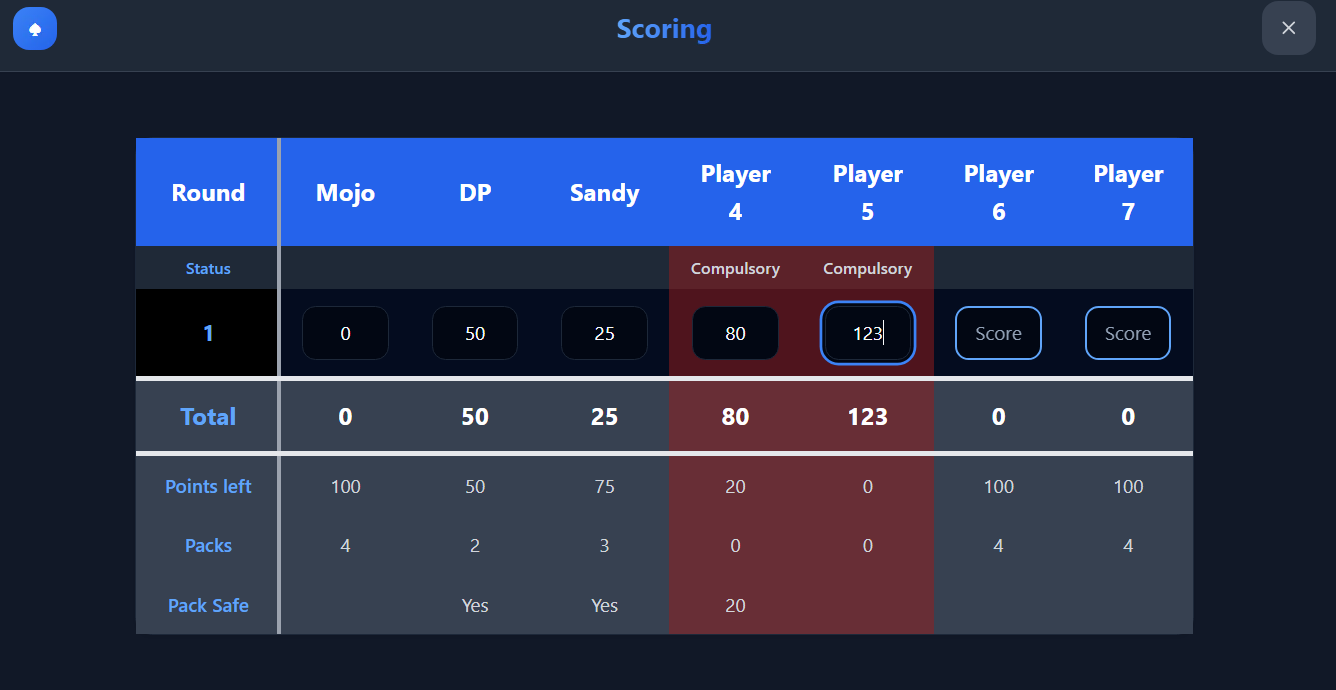 Scoring
Round Mojo DP Sandy Player 4 Player 5 Player 6 Player 7
Status Compulsory Compulsory
1 0 50 25 80 123 Score Score
Total 0 50 25 80 123 0 0
Points left 100 50 75 20 0 100 100
Packs 4 2 3 0 0 4 4
Pack Safe Yes Yes 20